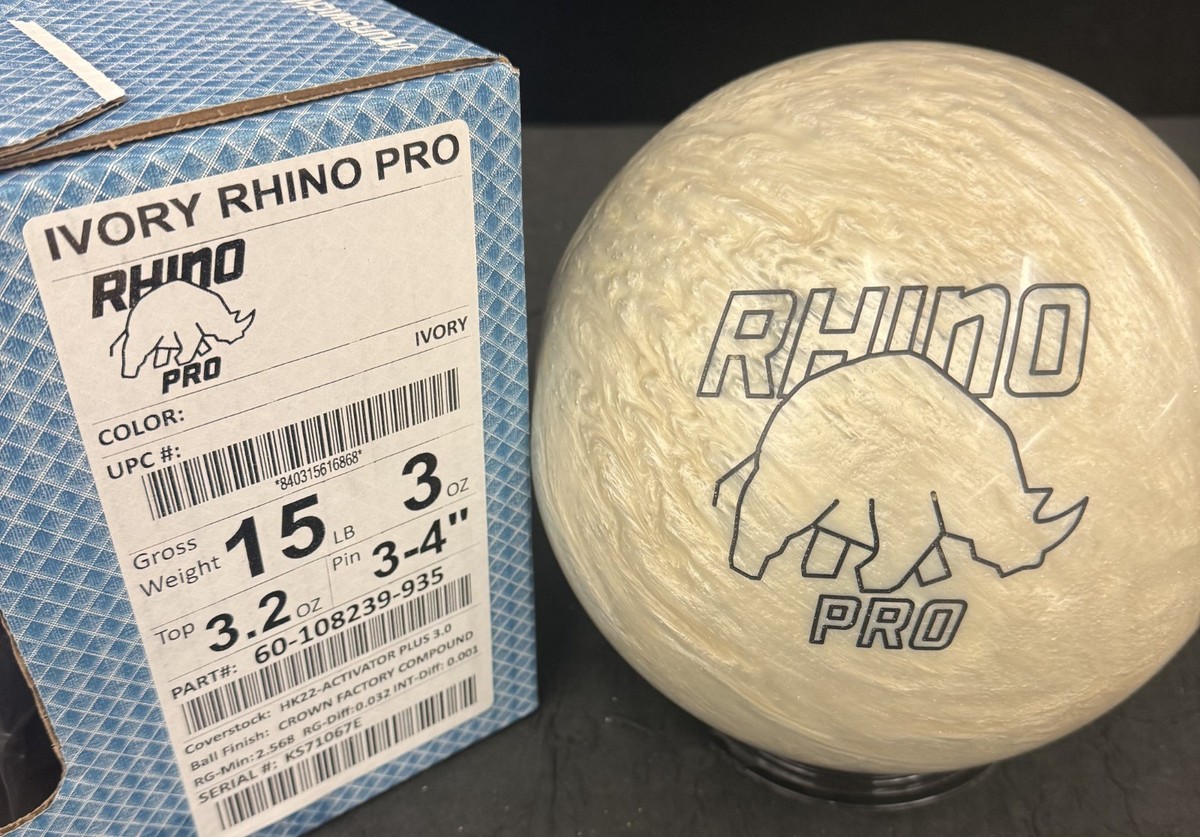 IVORY RHINO PRO
RHINO
PRO
IVORY
COLOR:
UPC #:
*840315616868*
Gross Weight 15 LB 3 OZ
Top 3.2 OZ Pin 3-4"
PART#: 60-108239-935
Coverstock: HK22-ACTIVATOR PLUS 3.0
Ball Finish: CROWN FACTORY COMPOUND
RG-Min: 2.568 RG-Diff:0.032 INT-Diff: 0.001
SERIAL #: KS71067E
RHINO
PRO